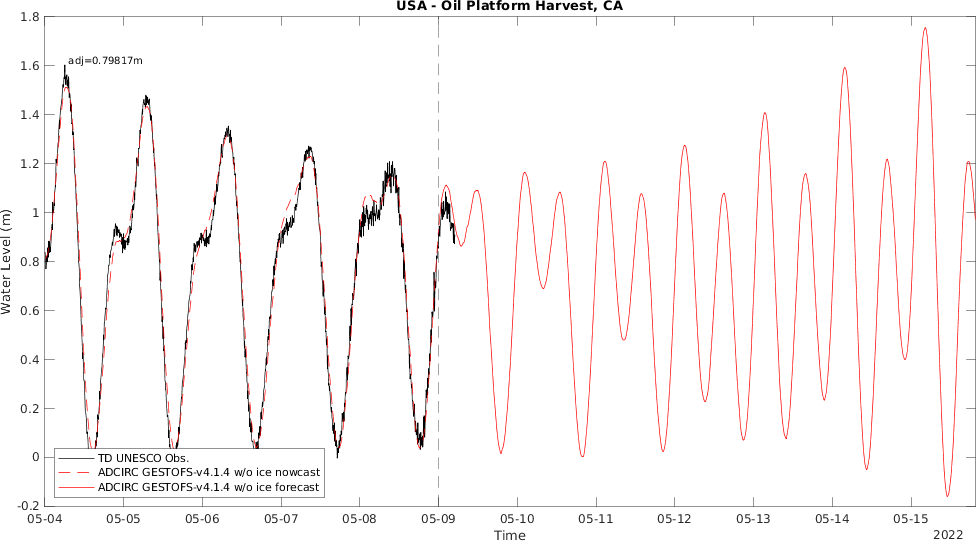 USA - Oil Platform Harvest, CA
adj=0.79817m
Water Level (m)
1.8
1.6
1.4
1.2
1
0.8
0.6
0.4
0.2
0
-0.2
TD UNESCO Obs.
ADCIRC GESTOFS-v4.1.4 w/o ice nowcast
ADCIRC GESTOFS-v4.1.4 w/o ice forecast
05-04 05-05 05-06 05-07 05-08 05-09 05-10 05-11 05-12 05-13 05-14 05-15
Time
2022